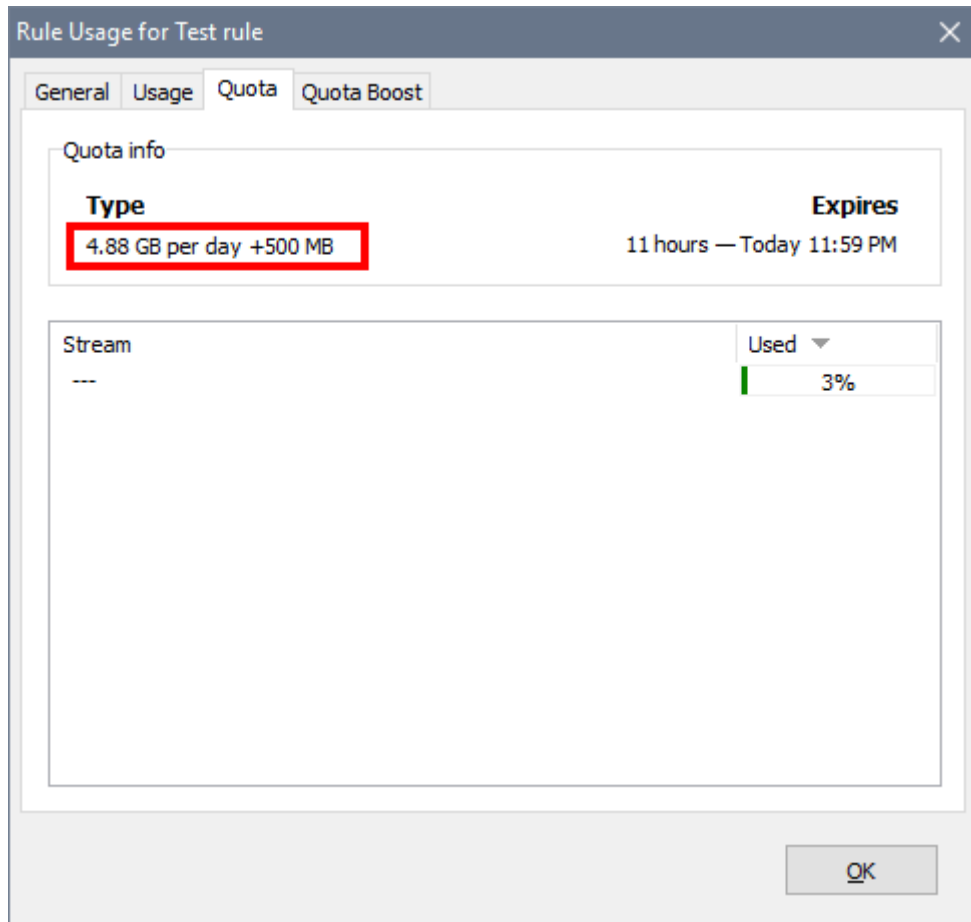 Rule Usage for Test rule
General Usage Quota Quota Boost
Quota info
Type Expires
4.88 GB per day +500 MB 11 hours — Today 11:59 PM
Stream Used
--- 3%
OK